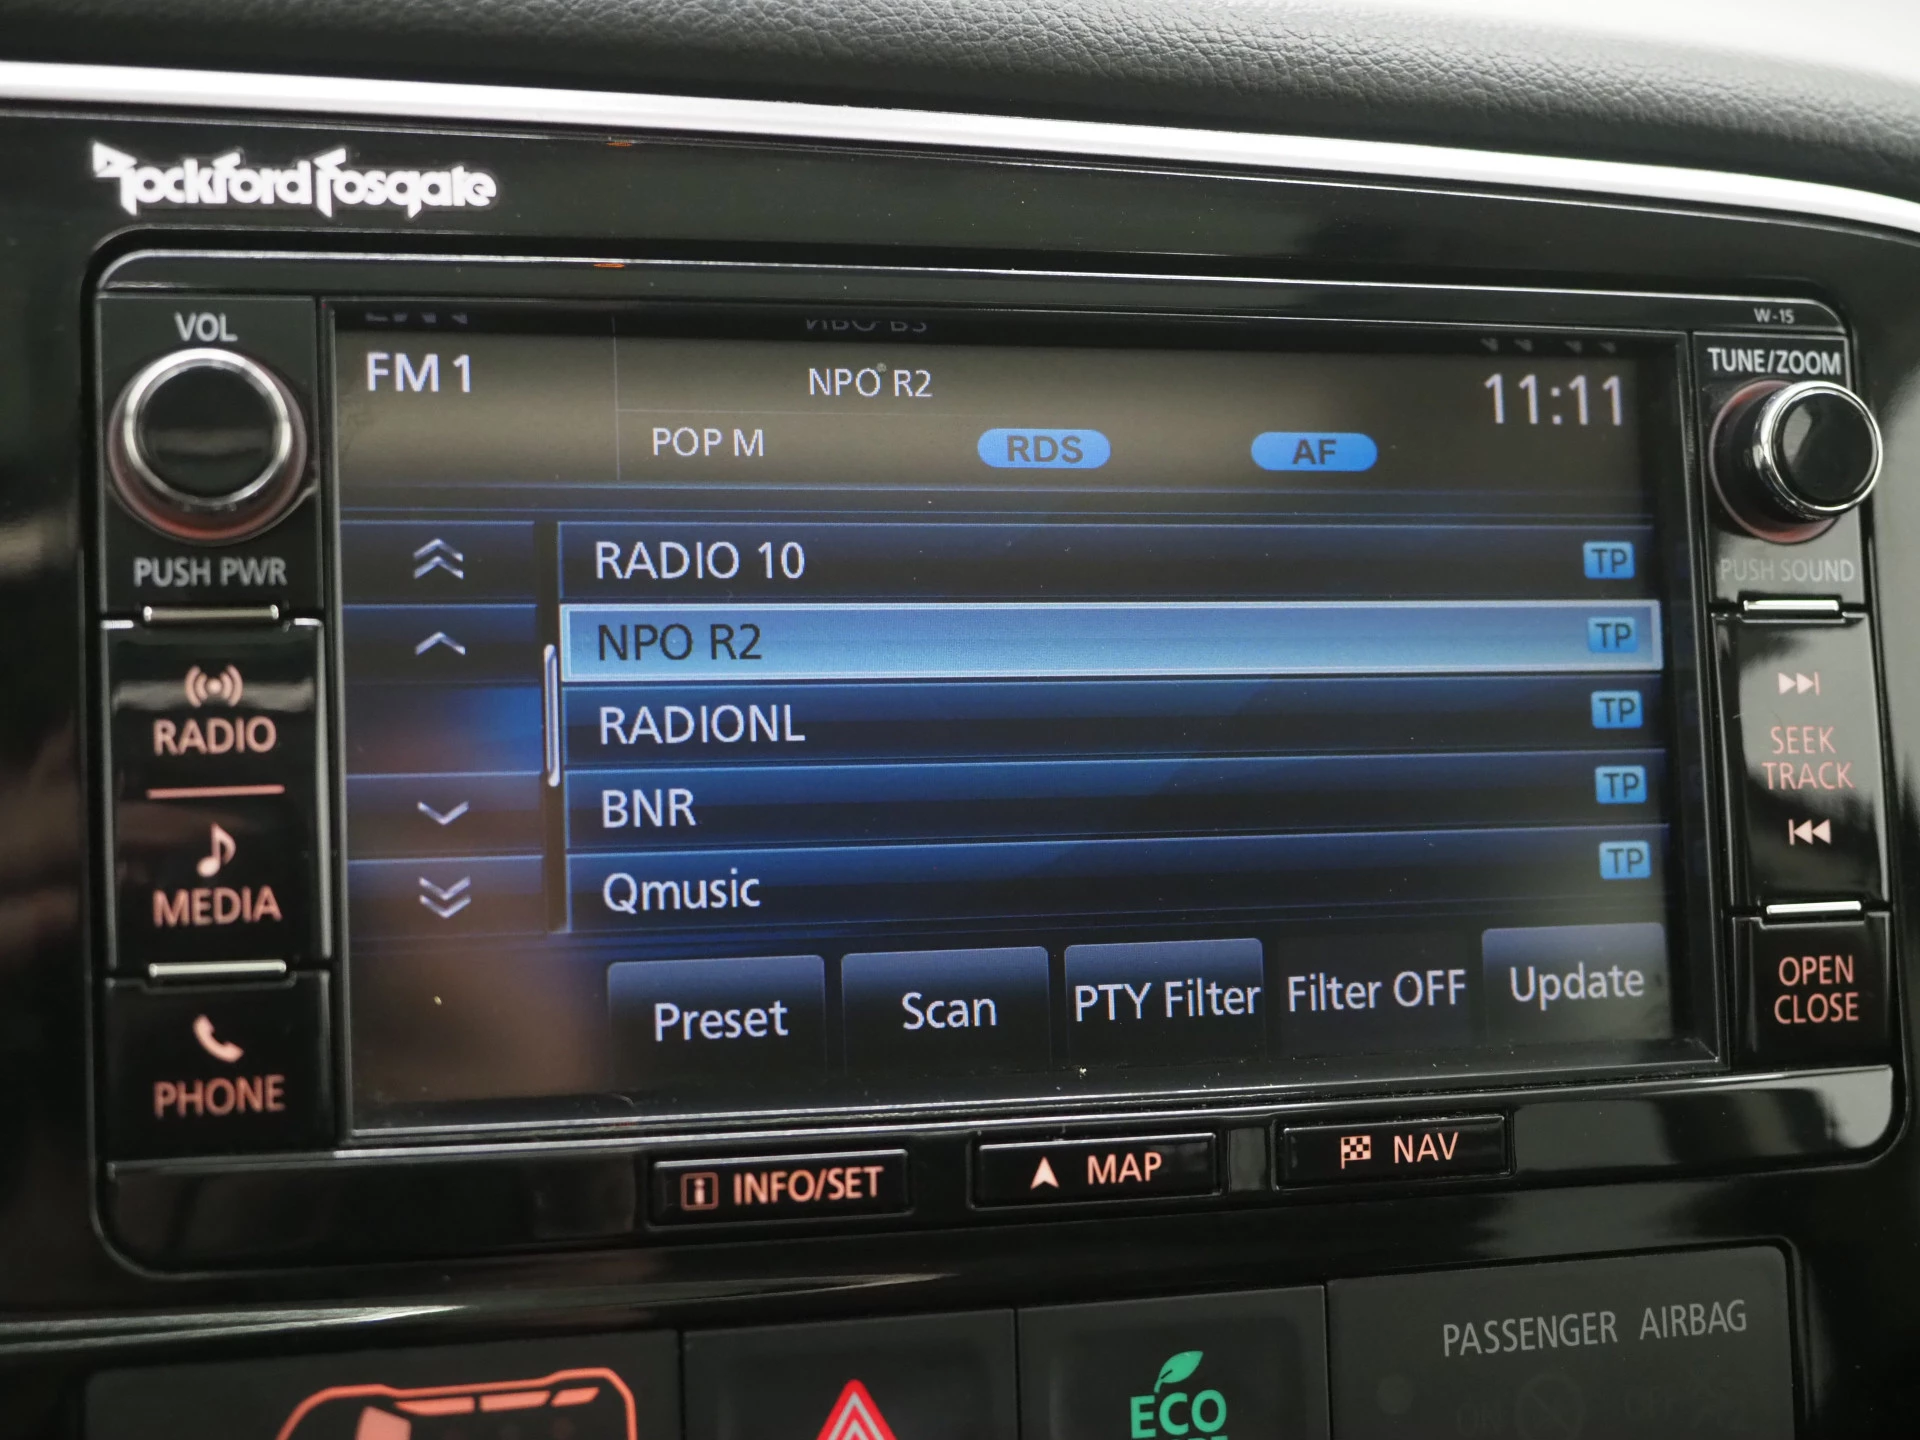 Rockford Fosgate
W-15
VOL
PUSH PWR
RADIO
MEDIA
PHONE
FM 1
NPO R2
11:11
POP M
RDS
AF
RADIO 10
TP
NPO R2
TP
RADIONL
TP
BNR
TP
Qmusic
TP
Preset
Scan
PTY Filter
Filter OFF
Update
TUNE/ZOOM
PUSH SOUND
SEEK
TRACK
OPEN
CLOSE
i INFO/SET
MAP
NAV
PASSENGER AIRBAG
ECO